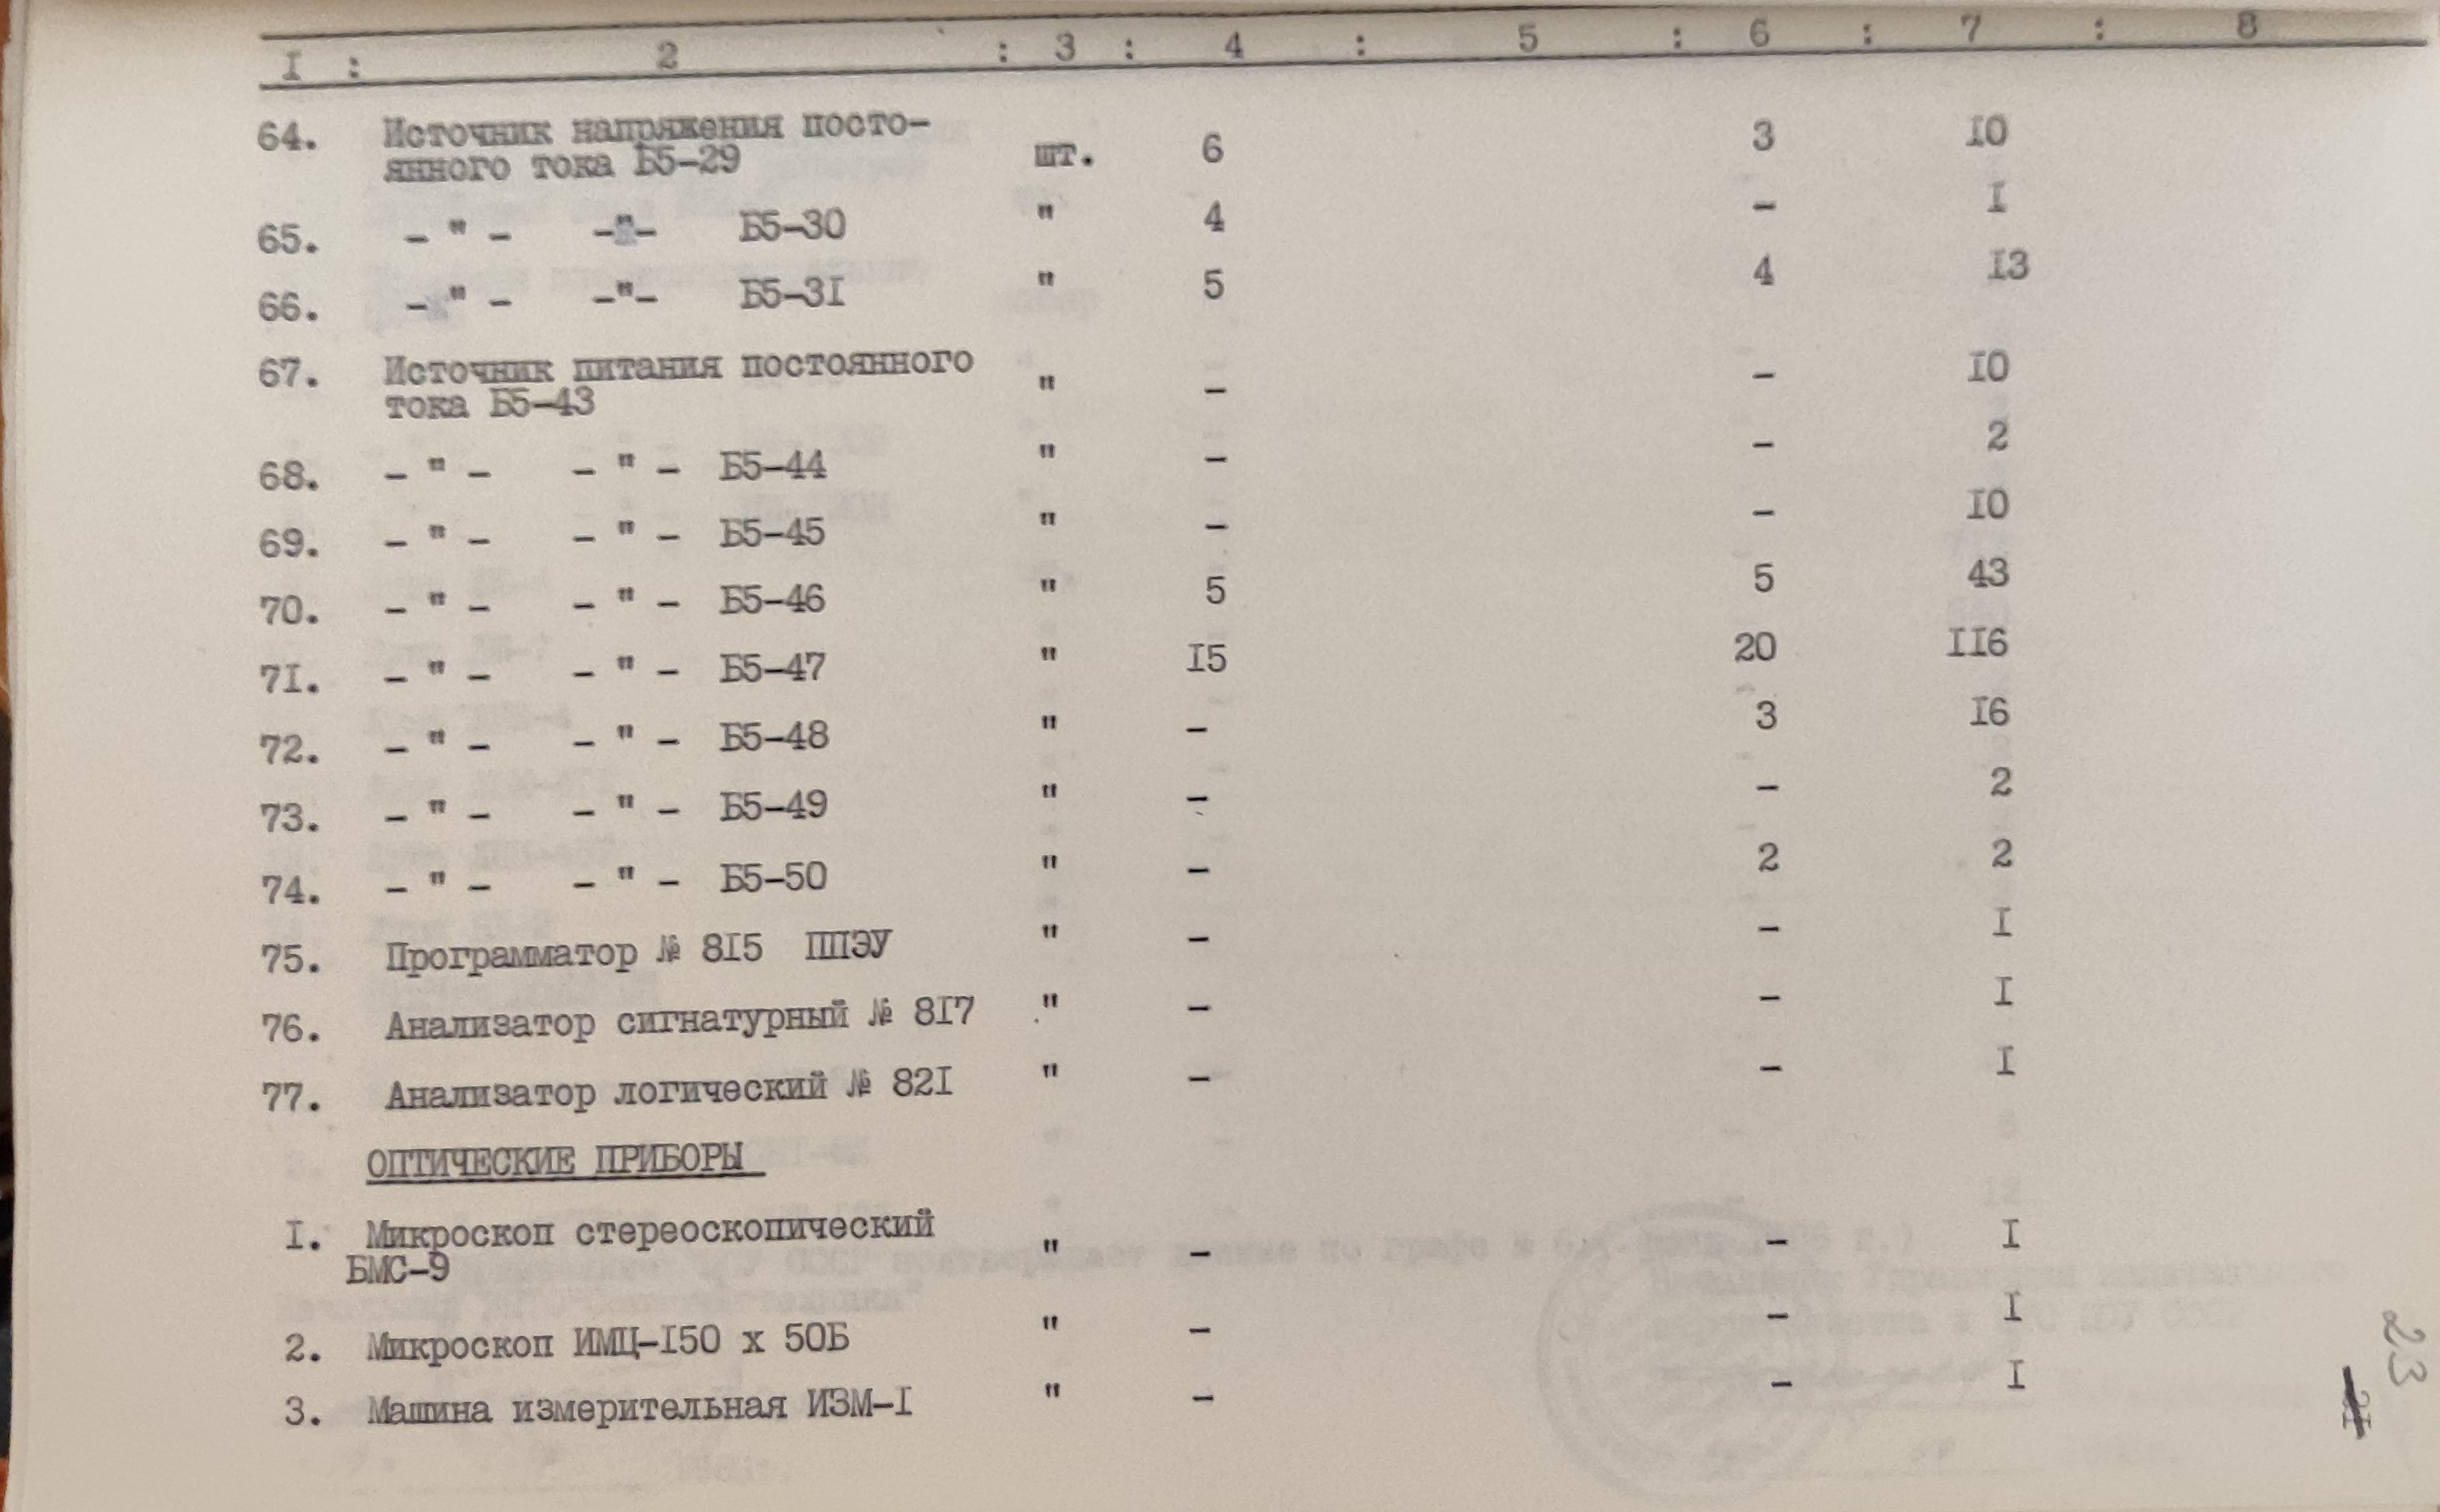 I : 2 : 3 : 4 : 5 : 6 : 7 : 8
64. Источник напряжения посто-
янного тока Б5-29 шт. 6 3 10
65. - " - -"- Б5-30 " 4 - I
66. - " - -"- Б5-3I " 5 4 I3
67. Источник питания постоянного
тока Б5-43 " - - I0
68. - " - - " - Б5-44 " - - 2
69. - " - - " - Б5-45 " - - I0
70. - " - - " - Б5-46 " 5 5 43
7I. - " - - " - Б5-47 " I5 20 II6
72. - " - - " - Б5-48 " - 3 I6
73. - " - - " - Б5-49 " - - 2
74. - " - - " - Б5-50 " - 2 2
75. Программатор № 8I5 ППЭУ " - - I
76. Анализатор сигнатурный № 8I7 " - - I
77. Анализатор логический № 82I " - - I
ОПТИЧЕСКИЕ ПРИБОРЫ
I. Микроскоп стереоскопический
БМС-9 " - - I
2. Микроскоп ИМЦ-I50 х 50Б " - - I
3. Машина измерительная ИЗМ-I " - - I
23